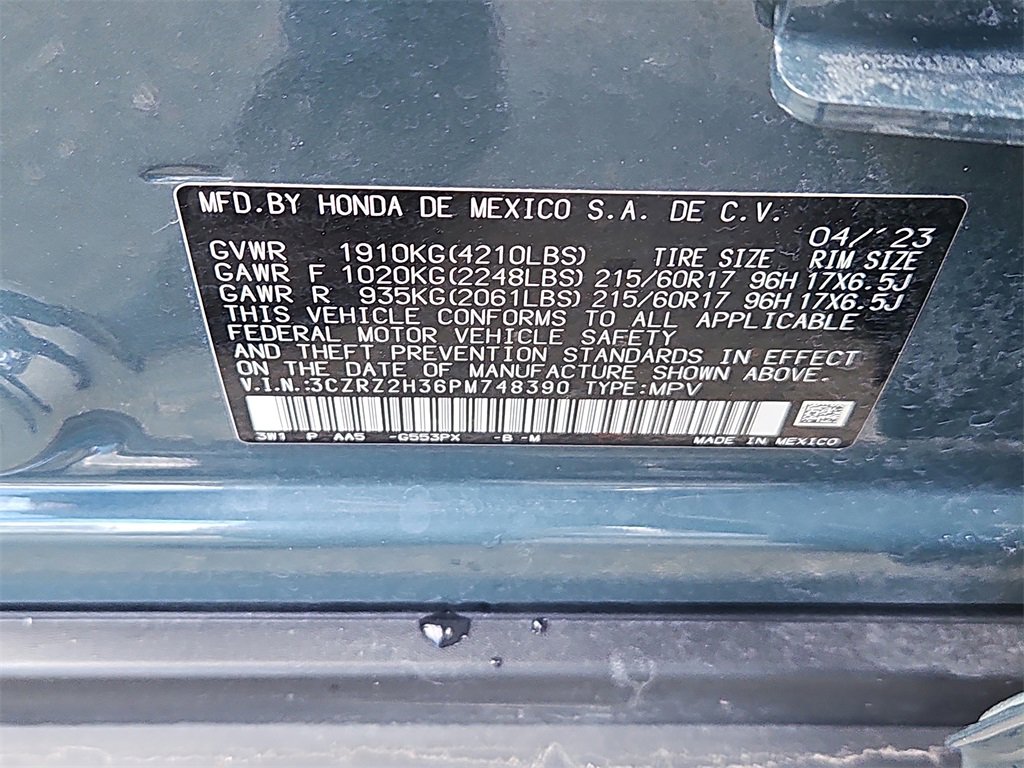 MFD.BY HONDA DE MEXICO S.A. DE C.V.
04/'23
GVWR 1910KG(4210LBS) TIRE SIZE RIM SIZE
GAWR F 1020KG(2248LBS) 215/60R17 96H 17X6.5J
GAWR R 935KG(2061LBS) 215/60R17 96H 17X6.5J
THIS VEHICLE CONFORMS TO ALL APPLICABLE
FEDERAL MOTOR VEHICLE SAFETY
AND THEFT PREVENTION STANDARDS IN EFFECT
ON THE DATE OF MANUFACTURE SHOWN ABOVE.
V.I.N.:3CZRZ2H36PM748390 TYPE:MPV
3W1 P AA5 -G553PX -B -M MADE IN MEXICO